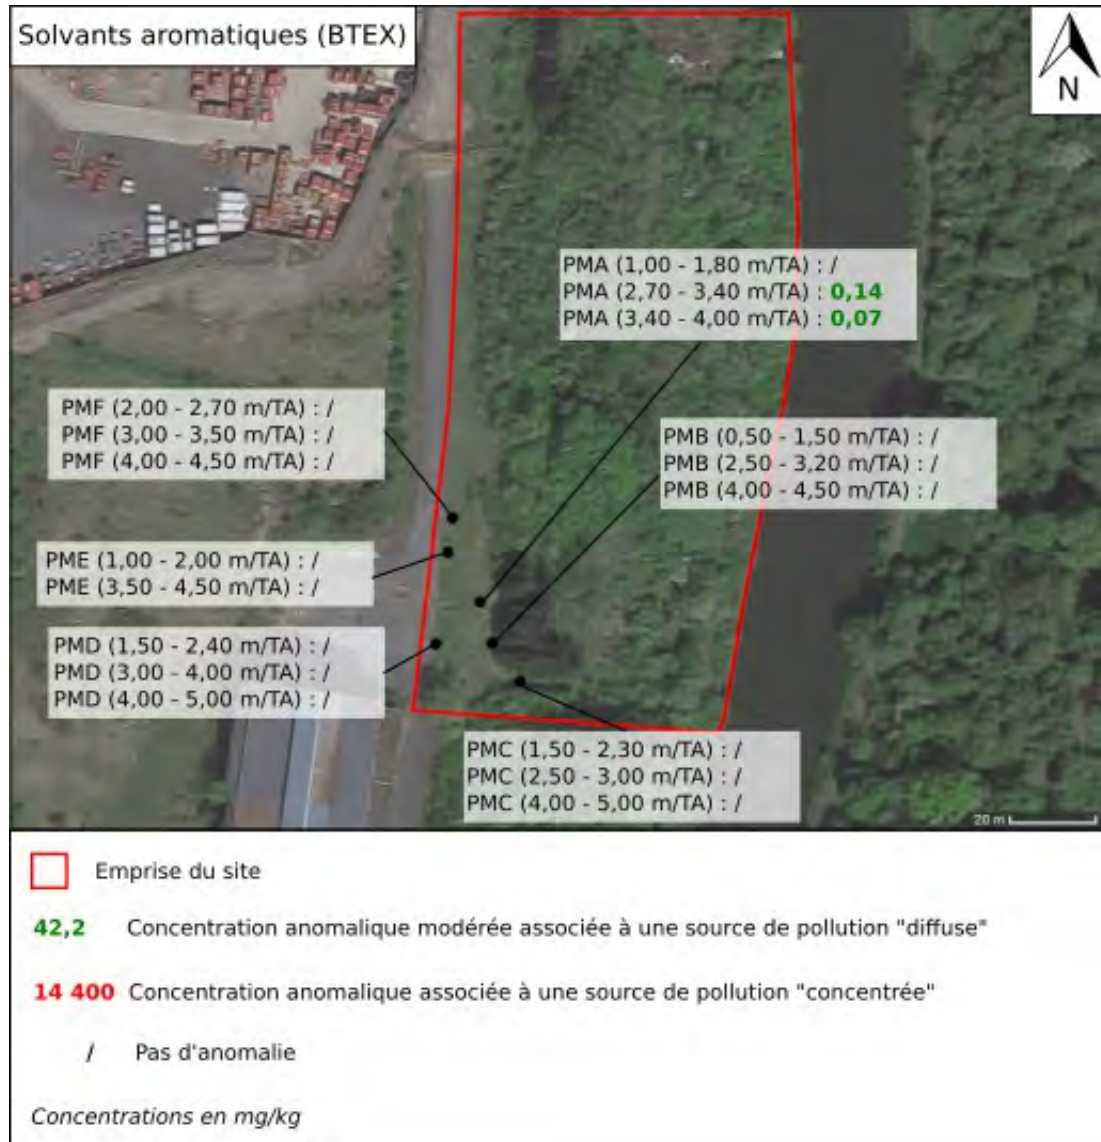 Solvants aromatiques (BTEX)
N
PMA (1,00 - 1,80 m/TA) : /
PMA (2,70 - 3,40 m/TA) : 0,14
PMA (3,40 - 4,00 m/TA) : 0,07
PMF (2,00 - 2,70 m/TA) : /
PMF (3,00 - 3,50 m/TA) : /
PMF (4,00 - 4,50 m/TA) : /
PMB (0,50 - 1,50 m/TA) : /
PMB (2,50 - 3,20 m/TA) : /
PMB (4,00 - 4,50 m/TA) : /
PME (1,00 - 2,00 m/TA) : /
PME (3,50 - 4,50 m/TA) : /
PMD (1,50 - 2,40 m/TA) : /
PMD (3,00 - 4,00 m/TA) : /
PMD (4,00 - 5,00 m/TA) : /
PMC (1,50 - 2,30 m/TA) : /
PMC (2,50 - 3,00 m/TA) : /
PMC (4,00 - 5,00 m/TA) : /
20 m
Emprise du site
42,2 Concentration anomalique modérée associée à une source de pollution "diffuse"
14 400 Concentration anomalique associée à une source de pollution "concentrée"
/ Pas d'anomalie
Concentrations en mg/kg